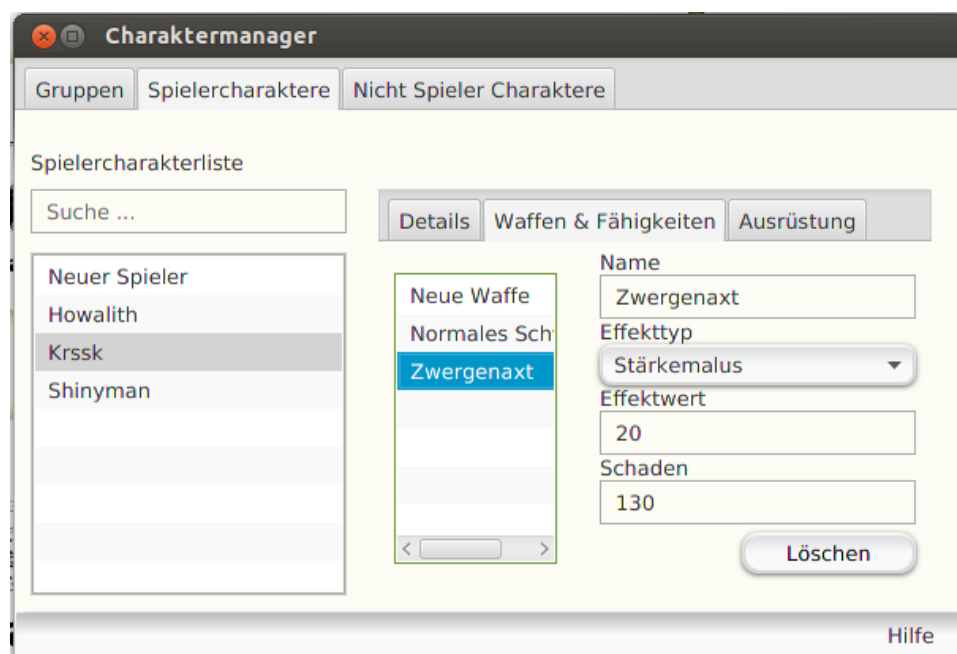 Charaktermanager
Gruppen Spielercharaktere Nicht Spieler Charaktere
Spielercharakterliste
Suche ...
Neuer Spieler
Howalith
Krssk
Shinyman
Details Waffen & Fähigkeiten Ausrüstung
Neue Waffe
Normales Sch
Zwergenaxt
Name
Zwergenaxt
Effekttyp
Stärkemalus
Effektwert
20
Schaden
130
Löschen
Hilfe